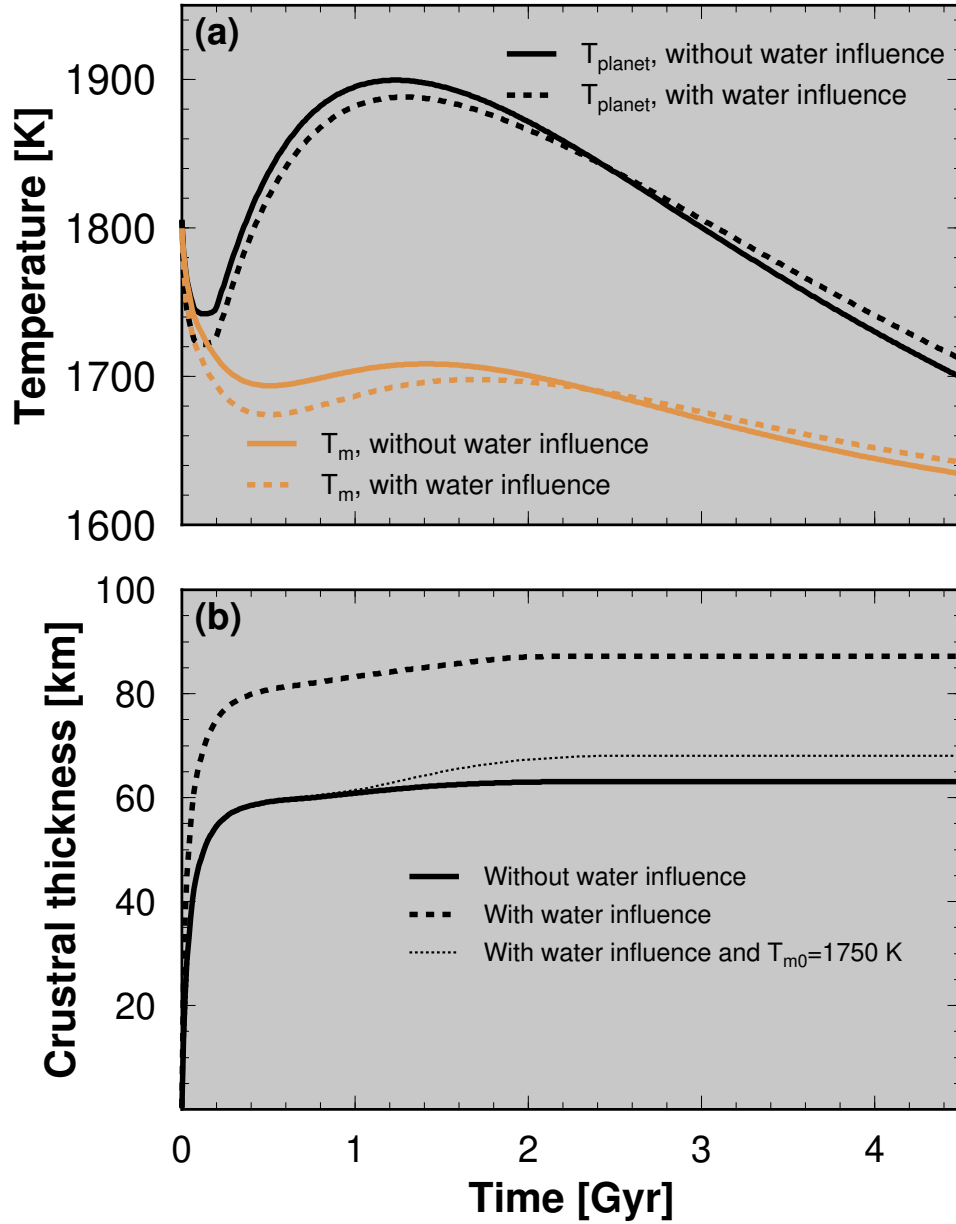 (a)
T_planet, without water influence
T_planet, with water influence
1900
1800
1700
1600
Temperature [K]
T_m, without water influence
T_m, with water influence
(b)
100
80
60
40
20
Crustral thickness [km]
Without water influence
With water influence
With water influence and T_m0=1750 K
0 1 2 3 4
Time [Gyr]